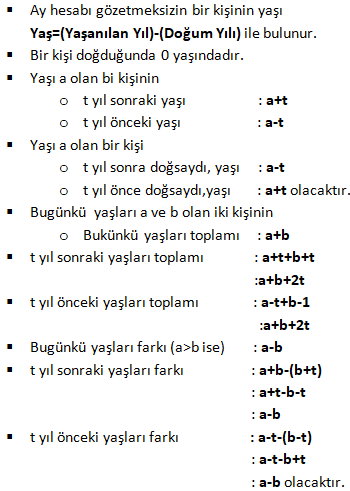 ▪ Ay hesabı gözetmeksizin bir kişinin yaşı
Yaş=(Yaşanılan Yıl)-(Doğum Yılı) ile bulunur.
▪ Bir kişi doğduğunda 0 yaşındadır.
▪ Yaşı a olan bi kişinin
o t yıl sonraki yaşı : a+t
o t yıl önceki yaşı : a-t
▪ Yaşı a olan bir kişi
o t yıl sonra doğsaydı, yaşı : a-t
o t yıl önce doğsaydı,yaşı : a+t olacaktır.
▪ Bugünkü yaşları a ve b olan iki kişinin
o Bukünkü yaşları toplamı : a+b
▪ t yıl sonraki yaşları toplamı : a+t+b+t
:a+b+2t
▪ t yıl önceki yaşları toplamı : a-t+b-1
:a+b+2t
▪ Bugünkü yaşları farkı (a>b ise) : a-b
▪ t yıl sonraki yaşları farkı : a+b-(b+t)
: a+t-b-t
: a-b
▪ t yıl önceki yaşları farkı : a-t-(b-t)
: a-t-b+t
: a-b olacaktır.